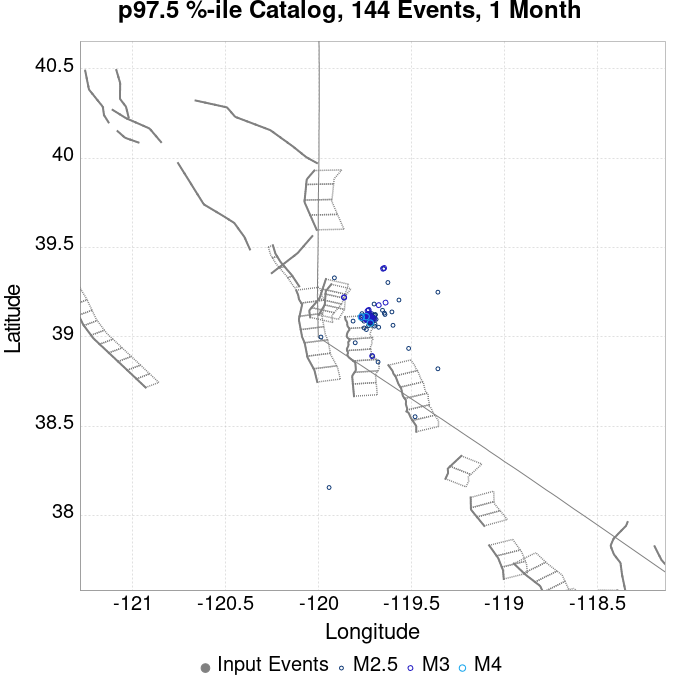 p97.5 %-ile Catalog, 144 Events, 1 Month
40.5
40
39.5
39
38.5
38
Latitude
-121 -120.5 -120 -119.5 -119 -118.5
Longitude
Input Events M2.5 M3 M4